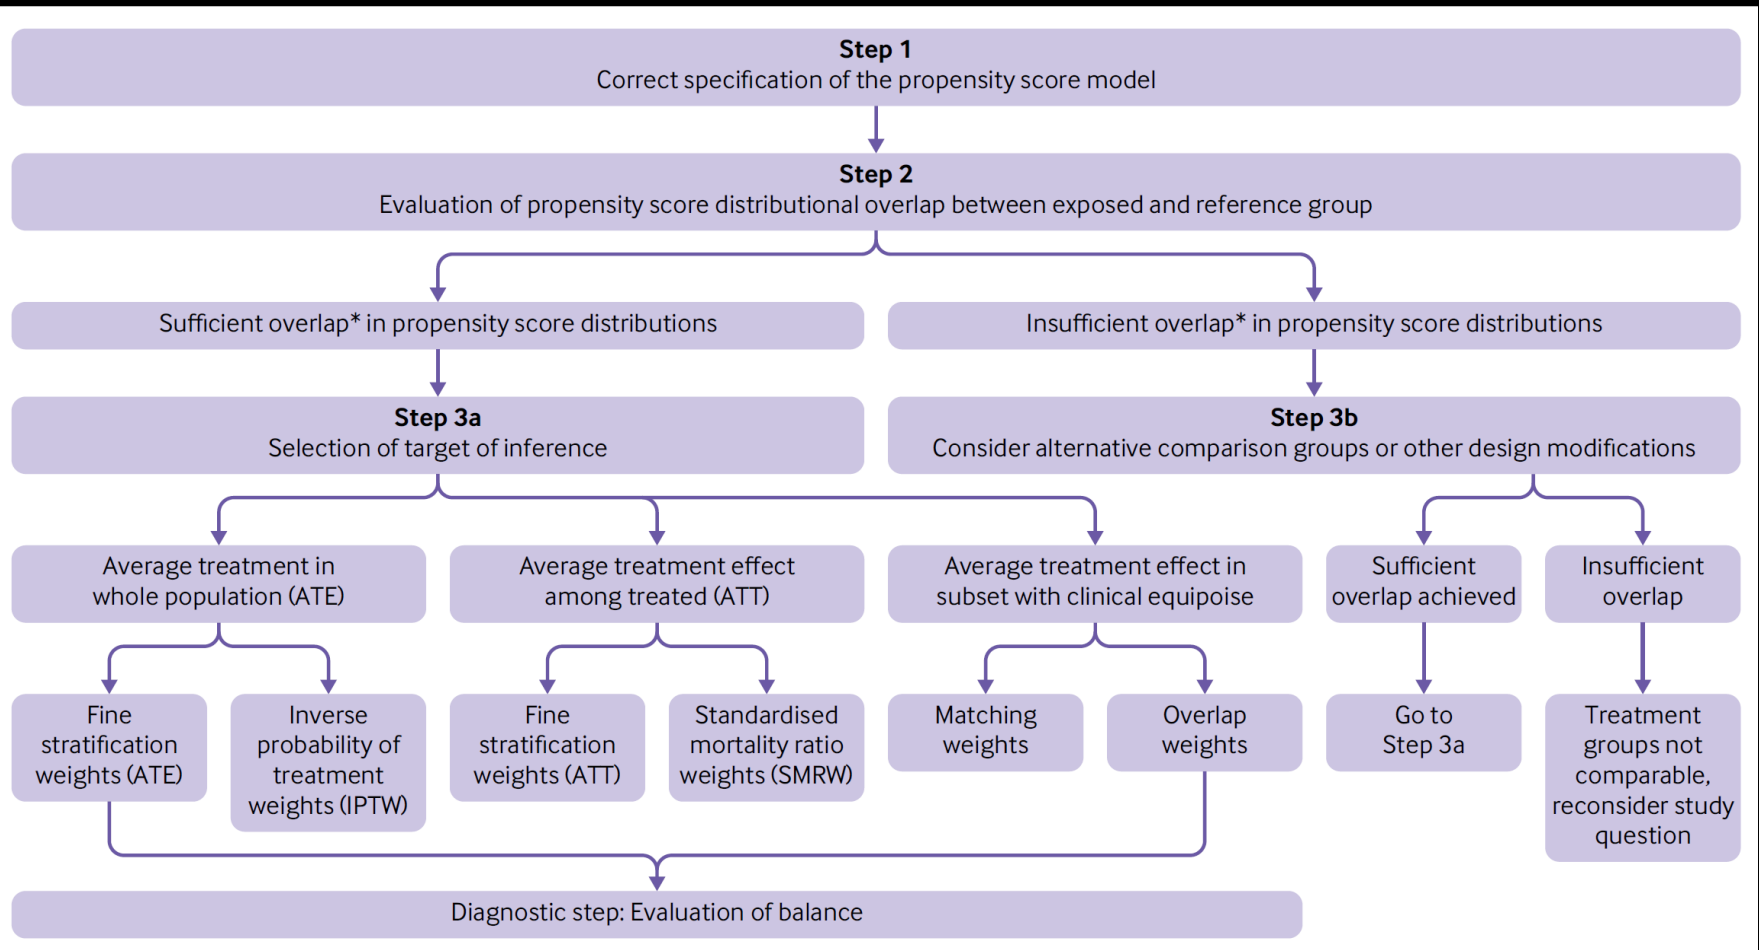 Step 1
Correct specification of the propensity score model
Step 2
Evaluation of propensity score distributional overlap between exposed and reference group
Sufficient overlap* in propensity score distributions
Insufficient overlap* in propensity score distributions
Step 3a
Selection of target of inference
Step 3b
Consider alternative comparison groups or other design modifications
Average treatment in
whole population (ATE)
Average treatment effect
among treated (ATT)
Average treatment effect in
subset with clinical equipoise
Sufficient
overlap achieved
Insufficient
overlap
Fine
stratification
weights (ATE)
Inverse
probability of
treatment
weights (IPTW)
Fine
stratification
weights (ATT)
Standardised
mortality ratio
weights (SMRW)
Matching
weights
Overlap
weights
Go to
Step 3a
Treatment
groups not
comparable,
reconsider study
question
Diagnostic step: Evaluation of balance